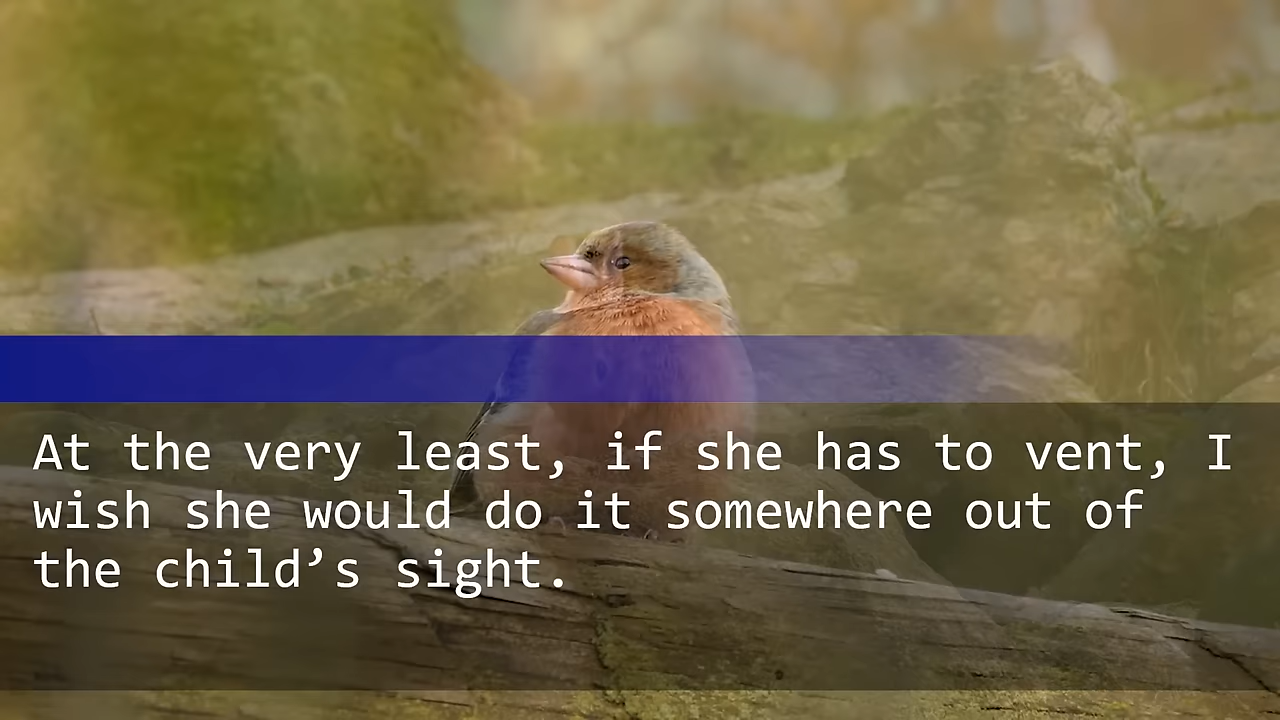 At the very least, if she has to vent, I
wish she would do it somewhere out of
the child’s sight.